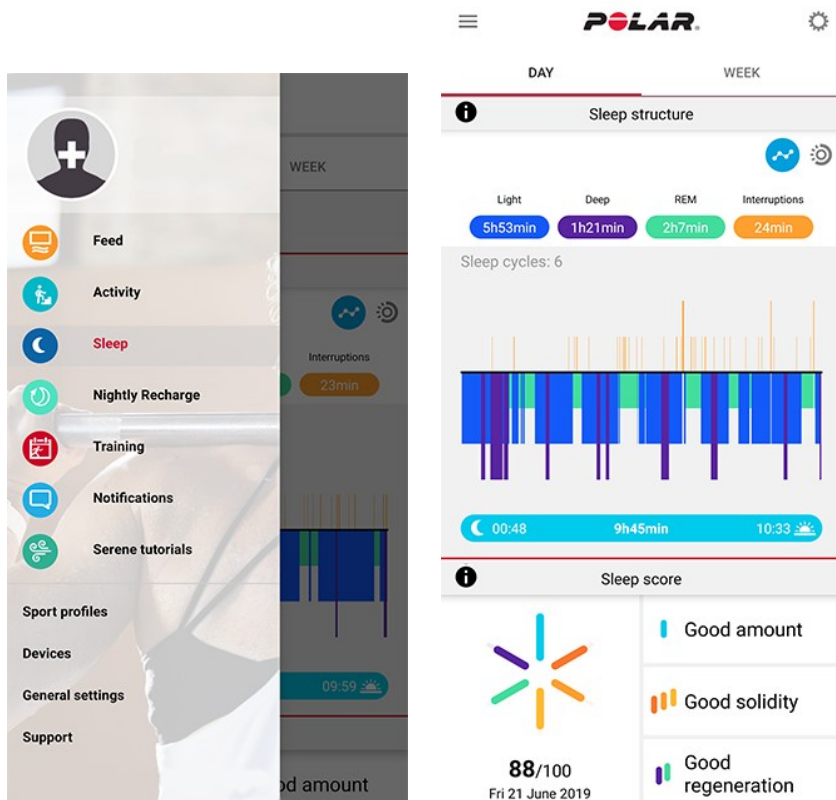 WEEK
Feed
Activity
Sleep
Interruptions
Nightly Recharge
23min
Training
Notifications
Serene tutorials
Sport profiles
Devices
General settings
09:59
Support
od amount
POLAR.
DAY
WEEK
Sleep structure
Light
Deep
REM
Interruptions
5h53min
1h21min
2h7min
24min
Sleep cycles: 6
00:48
9h45min
10:33
Sleep score
Good amount
Good solidity
88/100
Fri 21 June 2019
Good
regeneration